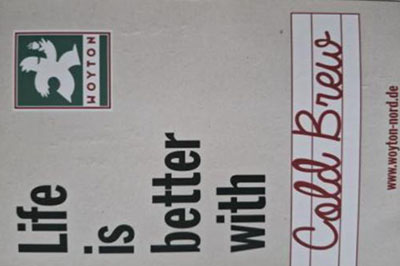 WOYTON
Life
is
better
with
Cold Brew
www.woyton-nord.de